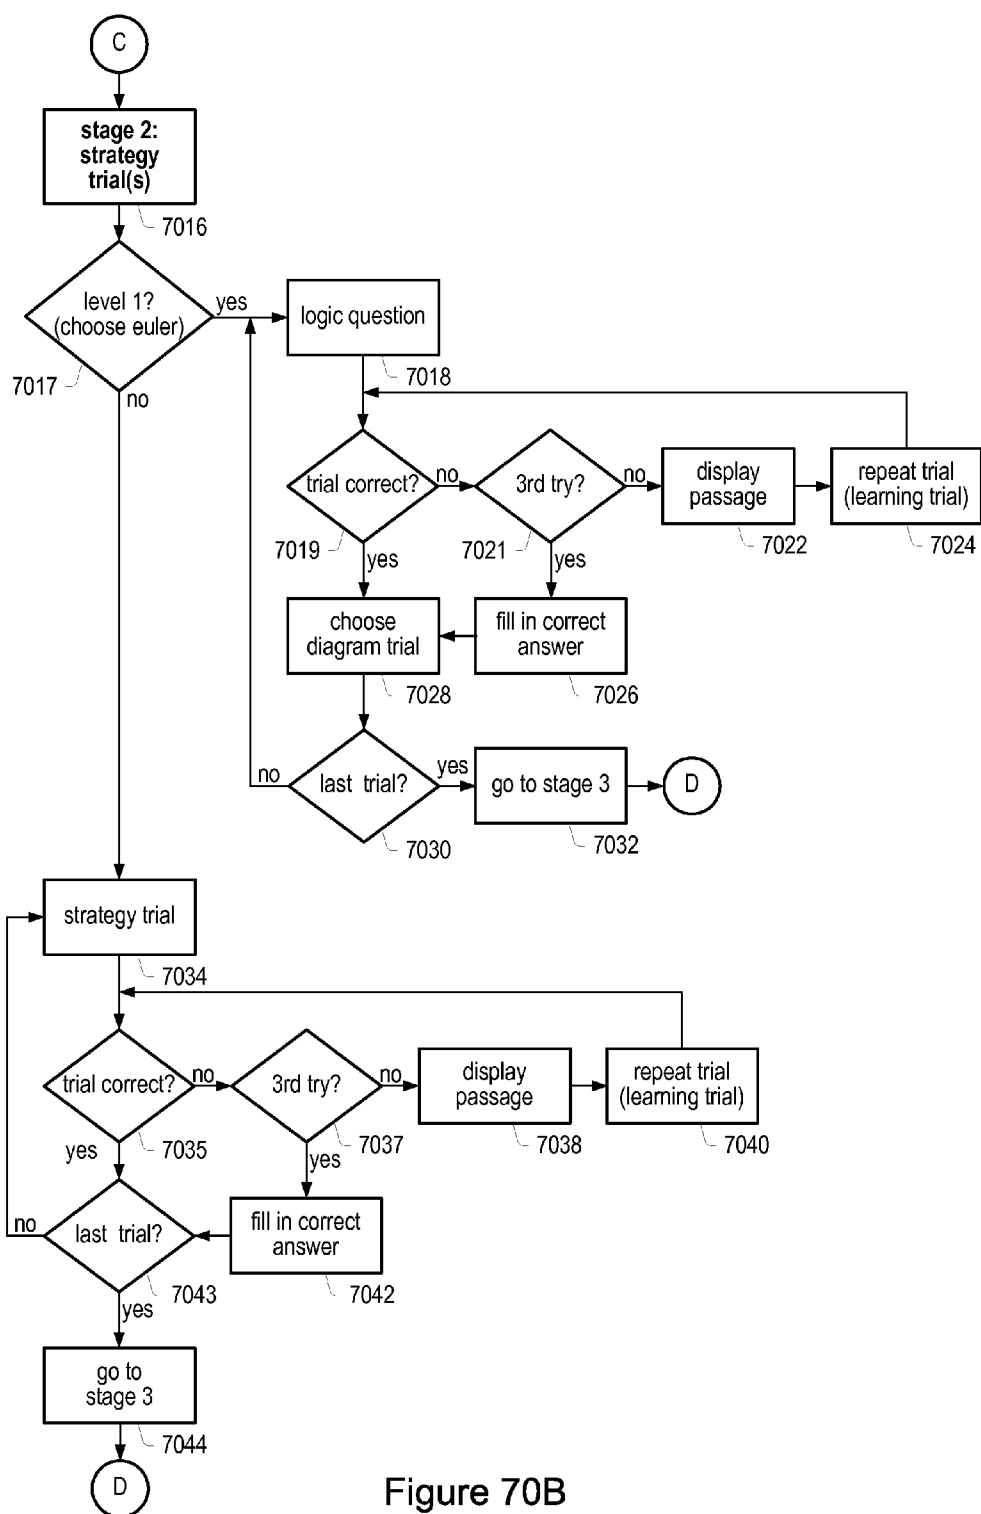 C
stage 2:
strategy
trial(s)
7016
level 1?
(choose euler)
yes
7017
no
logic question
7018
trial correct?
no
7019
yes
3rd try?
no
7021
yes
display
passage
7022
repeat trial
(learning trial)
7024
choose
diagram trial
7028
fill in correct
answer
7026
last trial?
no
yes
7030
go to stage 3
7032
D
strategy trial
7034
trial correct?
no
7035
yes
3rd try?
no
7037
yes
display
passage
7038
repeat trial
(learning trial)
7040
last trial?
no
7043
yes
fill in correct
answer
7042
go to
stage 3
7044
D
Figure 70B